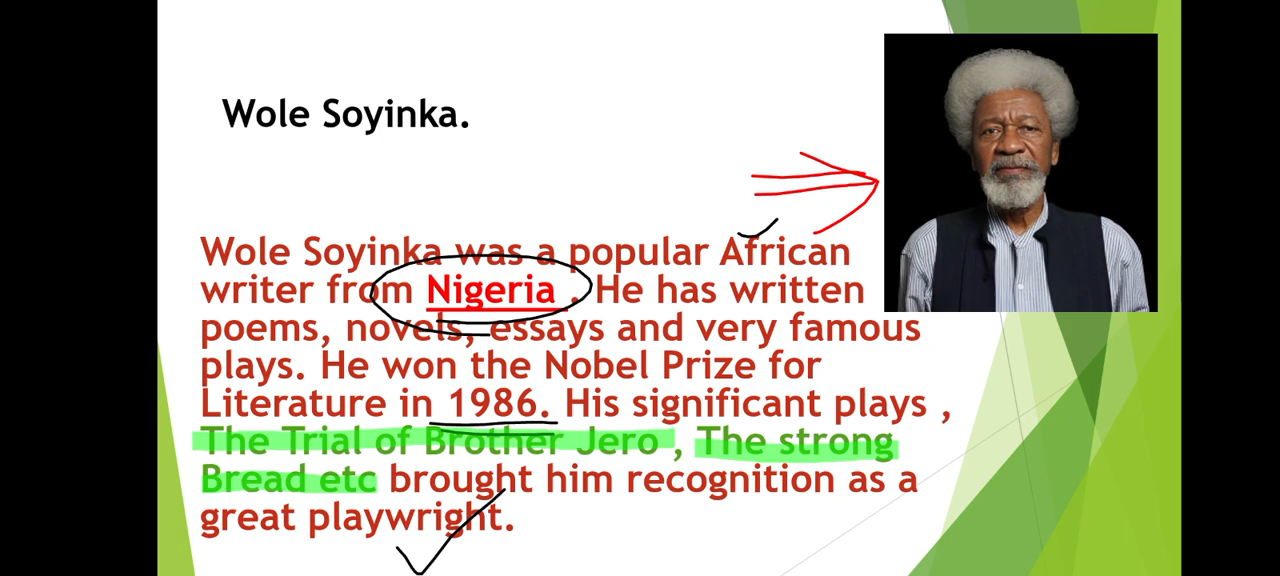 Wole Soyinka.
Wole Soyinka was a popular African
writer from Nigeria . He has written
poems, novels, essays and very famous
plays. He won the Nobel Prize for
Literature in 1986. His significant plays ,
The Trial of Brother Jero , The strong
Bread etc brought him recognition as a
great playwright.